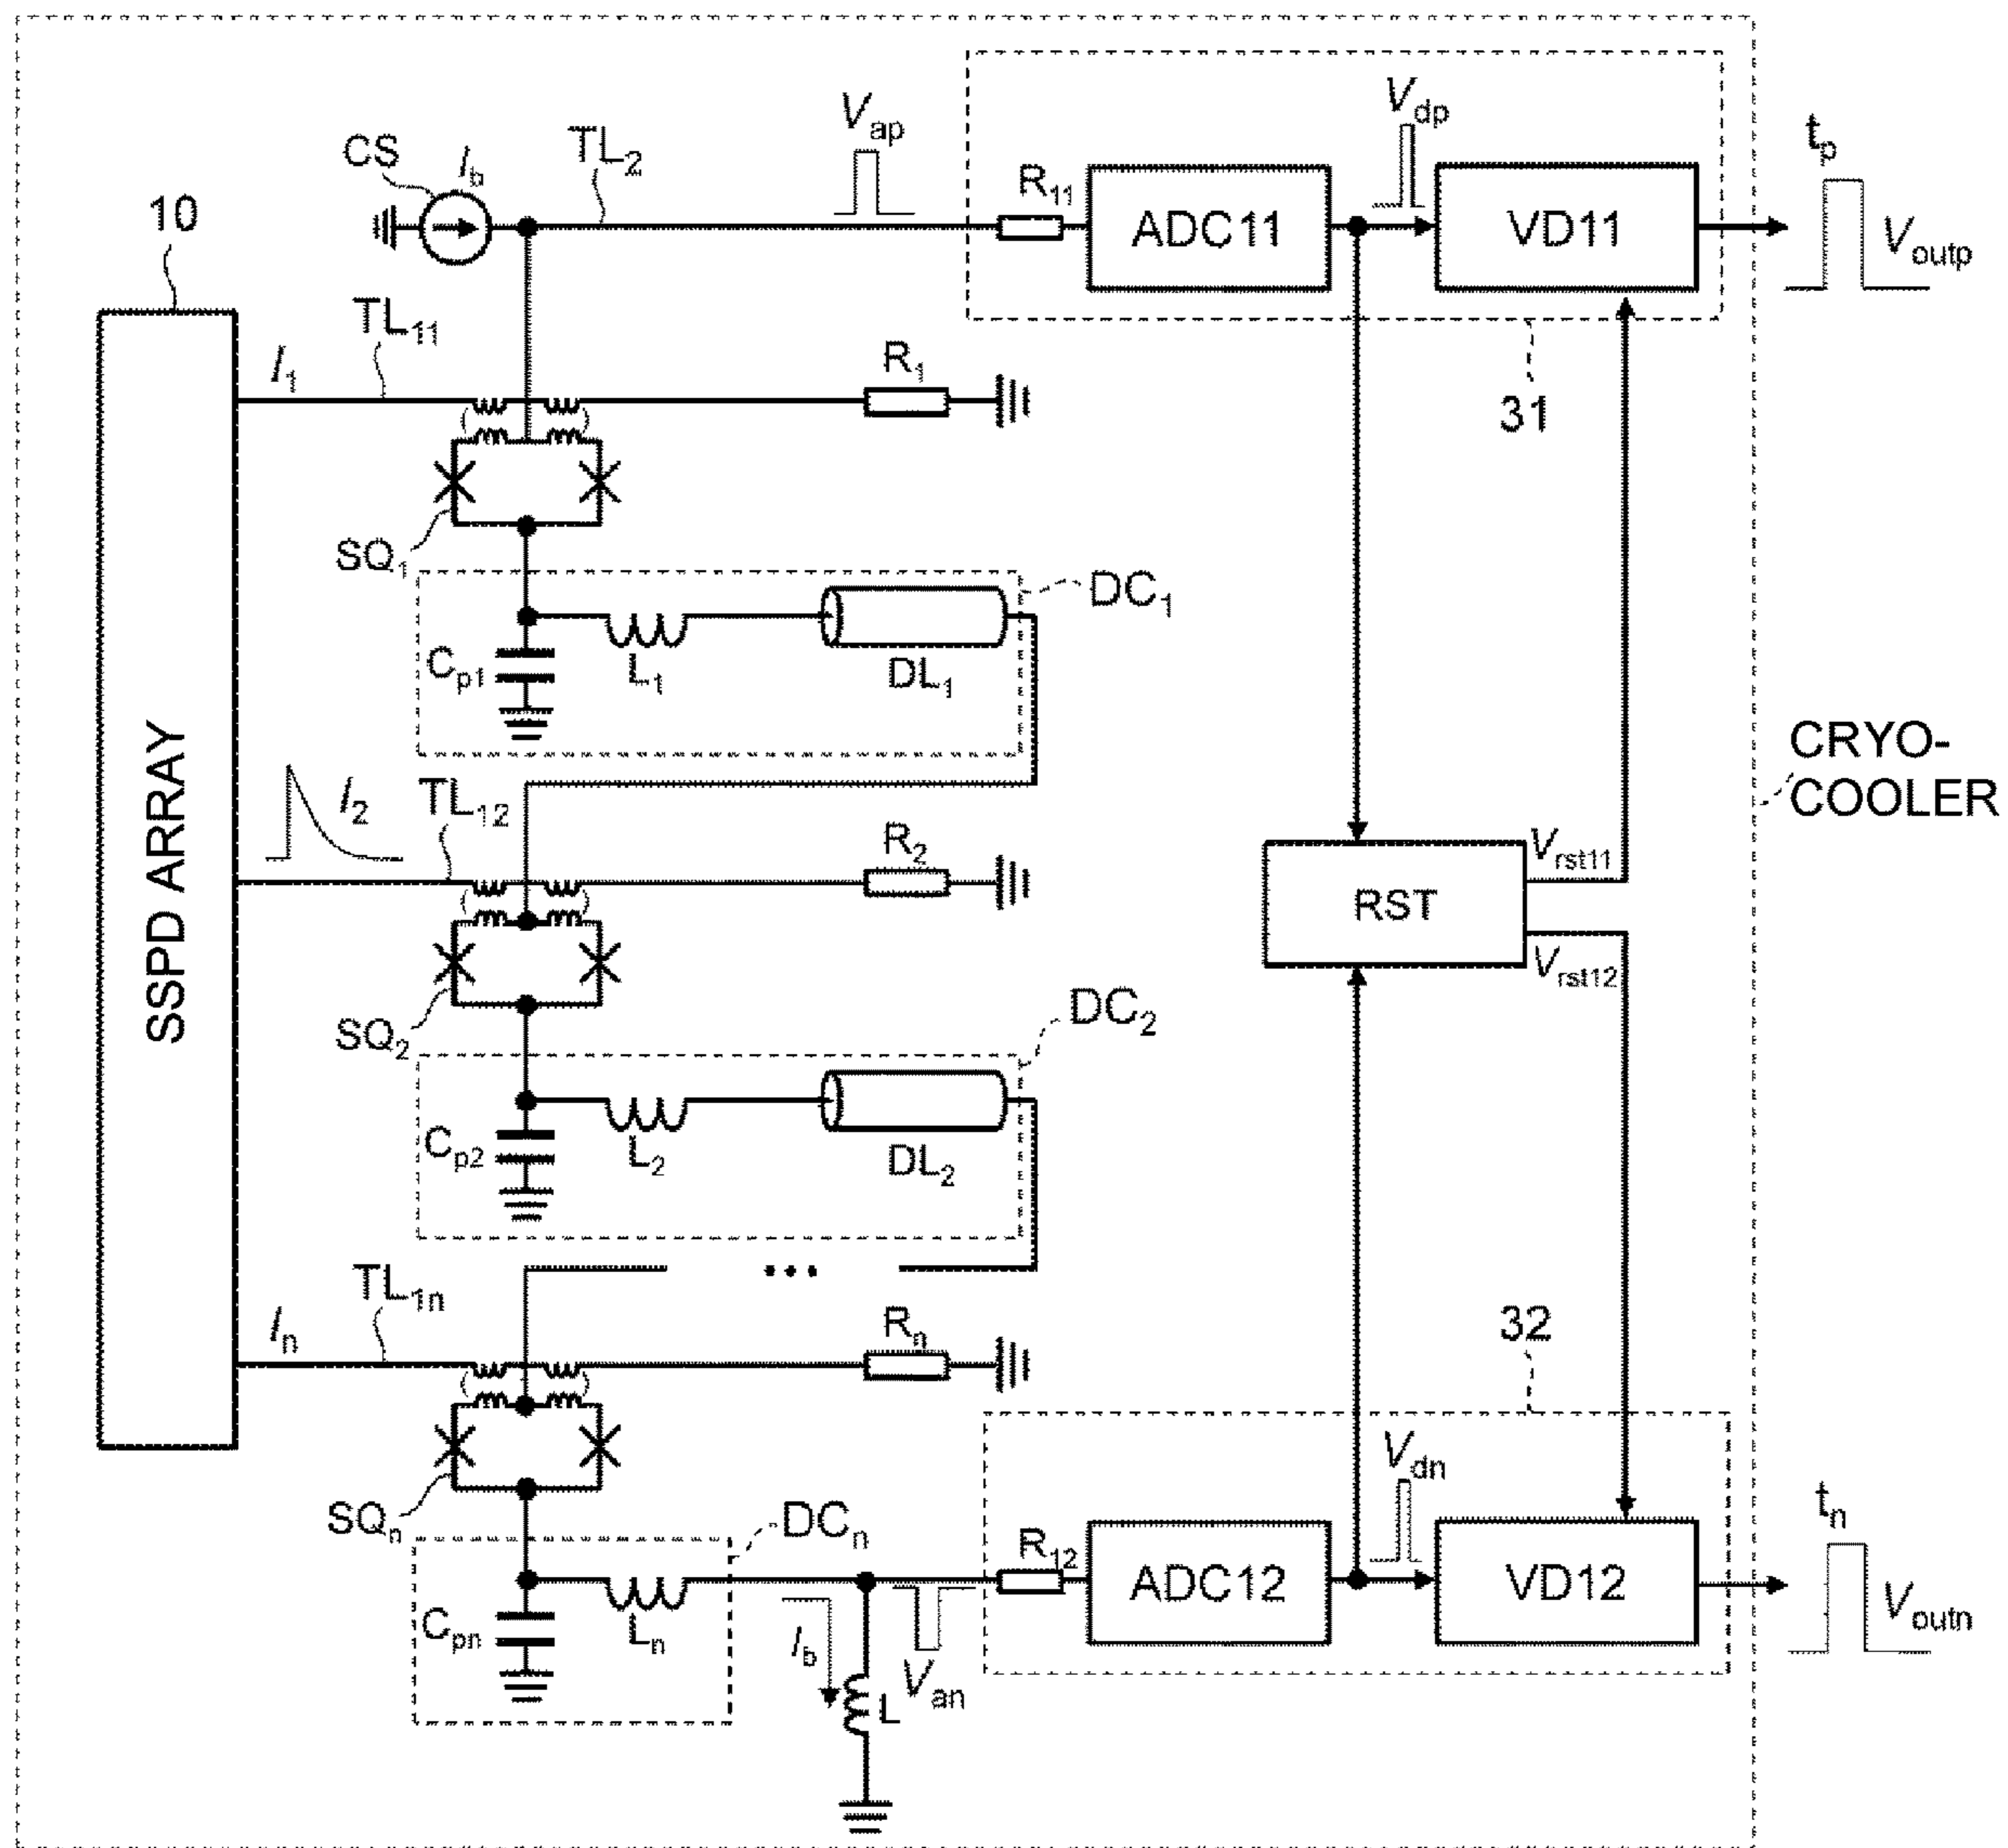 V_ap
V_dp
CS
I_b
TL_2
t_p
10
R_11
ADC11
VD11
V_outp
TL_11
I_1
R_1
31
SQ_1
DC_1
C_p1
L_1
DL_1
CRYO-
COOLER
SSPD ARRAY
I_2
TL_12
R_2
V_rst11
RST
V_rst12
SQ_2
DC_2
C_p2
L_2
DL_2
...
TL_1n
I_n
R_n
32
V_dn
SQ_n
DC_n
t_n
R_12
ADC12
VD12
V_outn
C_pn
L_n
I_b
V_an
L